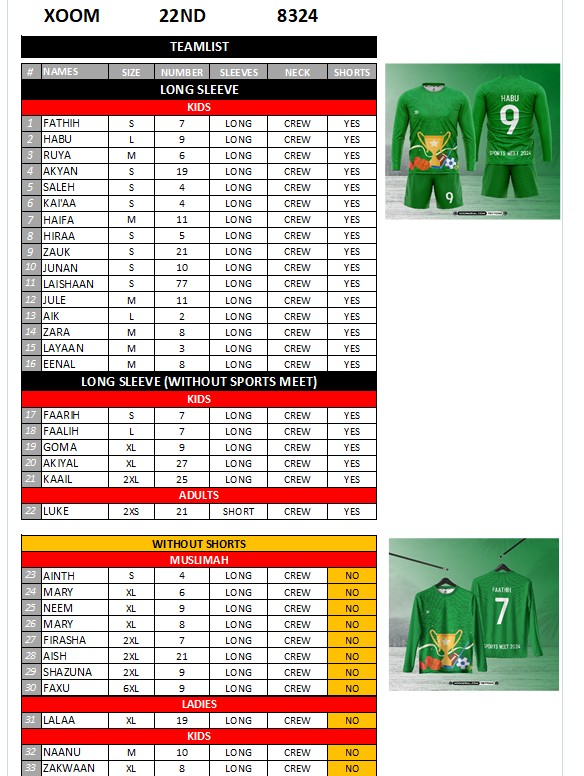 XOOM 22ND 8324
TEAMLIST
# NAMES SIZE NUMBER SLEEVES NECK SHORTS
LONG SLEEVE
KIDS
1 FATHIH S 7 LONG CREW YES
2 HABU L 9 LONG CREW YES
3 RUYA M 6 LONG CREW YES
4 AKYAN S 19 LONG CREW YES
5 SALEH S 4 LONG CREW YES
6 KAI'AA S 4 LONG CREW YES
7 HAIFA M 11 LONG CREW YES
8 HIRAA S 5 LONG CREW YES
9 ZAUK S 21 LONG CREW YES
10 JUNAN S 10 LONG CREW YES
11 LAISHAAN S 77 LONG CREW YES
12 JULE M 11 LONG CREW YES
13 AIK L 2 LONG CREW YES
14 ZARA M 8 LONG CREW YES
15 LAYAAN M 3 LONG CREW YES
16 EENAL M 8 LONG CREW YES
LONG SLEEVE (WITHOUT SPORTS MEET)
KIDS
17 FAARIH S 7 LONG CREW YES
18 FAALIH L 7 LONG CREW YES
19 GOMA XL 9 LONG CREW YES
20 AKIYAL XL 27 LONG CREW YES
21 KAAIL 2XL 25 LONG CREW YES
ADULTS
22 LUKE 2XS 21 SHORT CREW YES
WITHOUT SHORTS
MUSLIMAH
23 AINTH S 4 LONG CREW NO
24 MARY XL 6 LONG CREW NO
25 NEEM XL 9 LONG CREW NO
26 MARY XL 8 LONG CREW NO
27 FIRASHA 2XL 7 LONG CREW NO
28 AISH 2XL 21 LONG CREW NO
29 SHAZUNA 2XL 9 LONG CREW NO
30 FAXU 6XL 9 LONG CREW NO
LADIES
31 LALAA XL 19 LONG CREW NO
KIDS
32 NAANU M 10 LONG CREW NO
33 ZAKWAAN XL 8 LONG CREW NO
HABU
9
SPORTS MEET 2024
9
FAATHIH
7
SPORTS MEET 2024